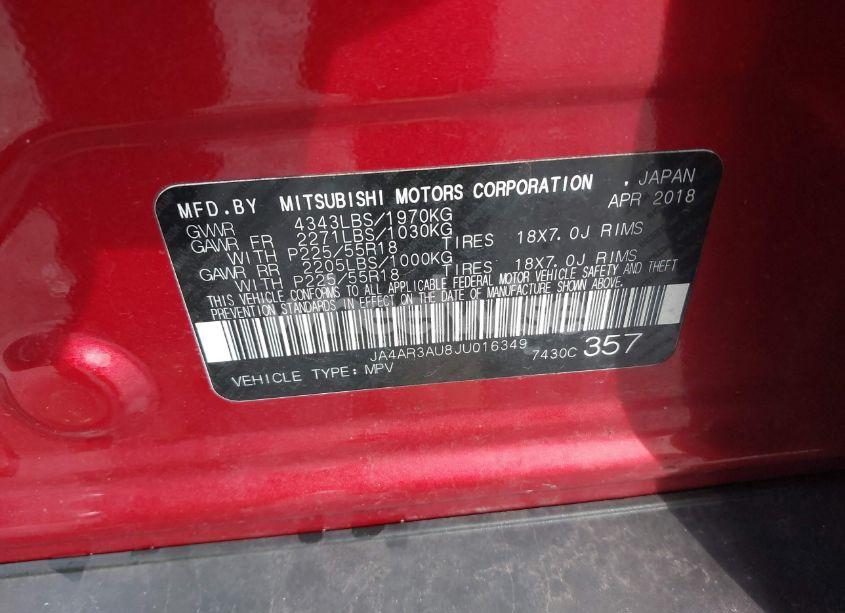 MFD.BY MITSUBISHI MOTORS CORPORATION , JAPAN
GVWR 4343LBS/1970KG APR 2018
GAWR FR 2271LBS/1030KG
WITH P225/55R18 TIRES 18X7.0J RIMS
GAWR RR 2205LBS/1000KG
WITH P225/55R18 TIRES 18X7.0J RIMS
THIS VEHICLE CONFORMS TO ALL APPLICABLE FEDERAL MOTOR VEHICLE SAFETY AND THEFT
PREVENTION STANDARDS IN EFFECT ON THE DATE OF MANUFACTURE SHOWN ABOVE.
JA4AR3AU8JU016349 7430C 357
VEHICLE TYPE: MPV